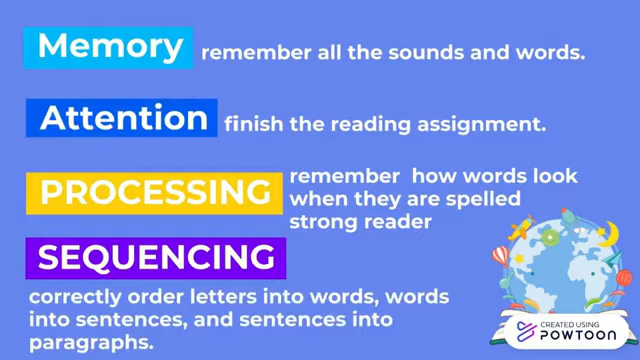 Memory remember all the sounds and words.
Attention finish the reading assignment.
PROCESSING remember how words look
when they are spelled
strong reader
SEQUENCING
correctly order letters into words, words
into sentences, and sentences into
paragraphs.
CREATED USING
POWTOON